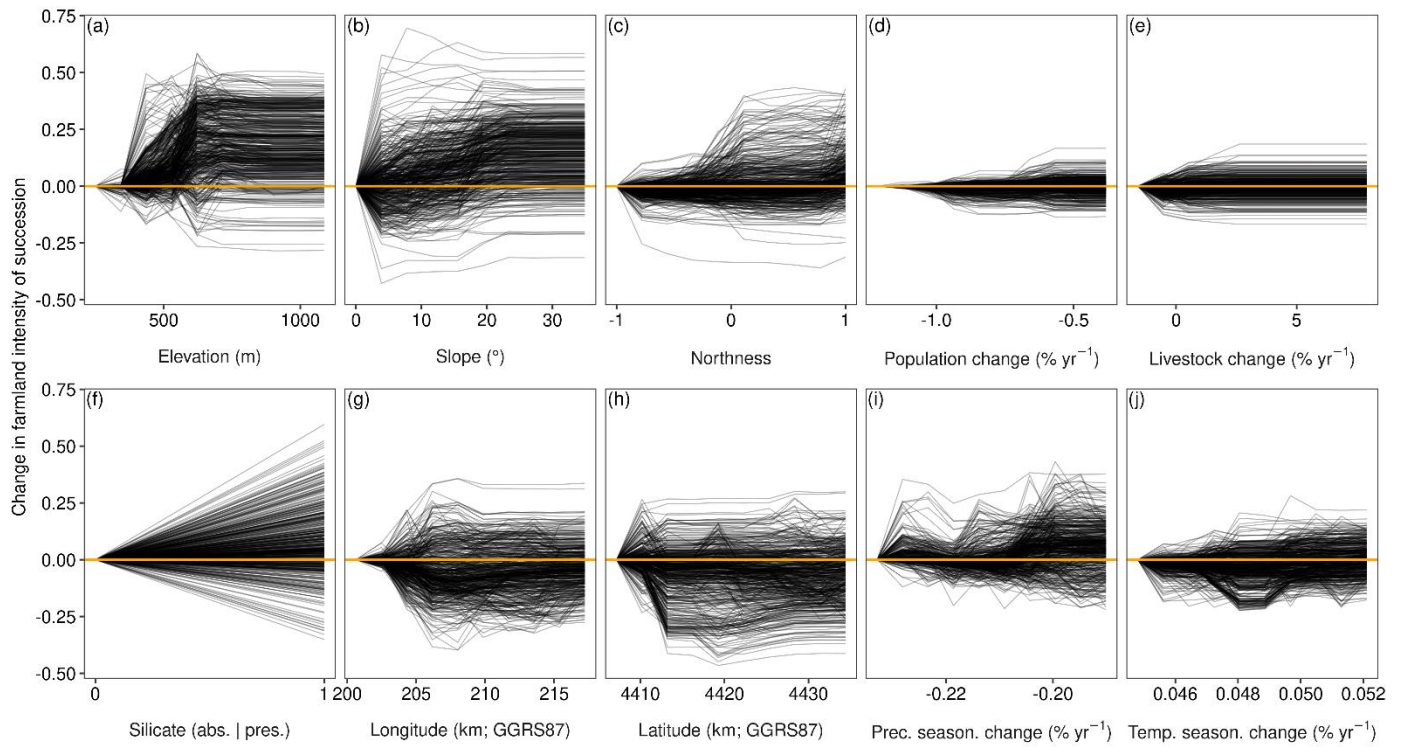 Change in farmland intensity of succession
(a) (b) (c) (d) (e)
0.75
0.50
0.25
0.00
-0.25
-0.50
500 1000 0 10 20 30 -1 0 1 -1.0 -0.5 0 5
Elevation (m) Slope (°) Northness Population change (% yr⁻¹) Livestock change (% yr⁻¹)
(f) (g) (h) (i) (j)
0.75
0.50
0.25
0.00
-0.25
-0.50
0 1 200 205 210 215 4410 4420 4430 -0.22 -0.20 0.046 0.048 0.050 0.052
Silicate (abs. | pres.) Longitude (km; GGRS87) Latitude (km; GGRS87) Prec. season. change (% yr⁻¹) Temp. season. change (% yr⁻¹)